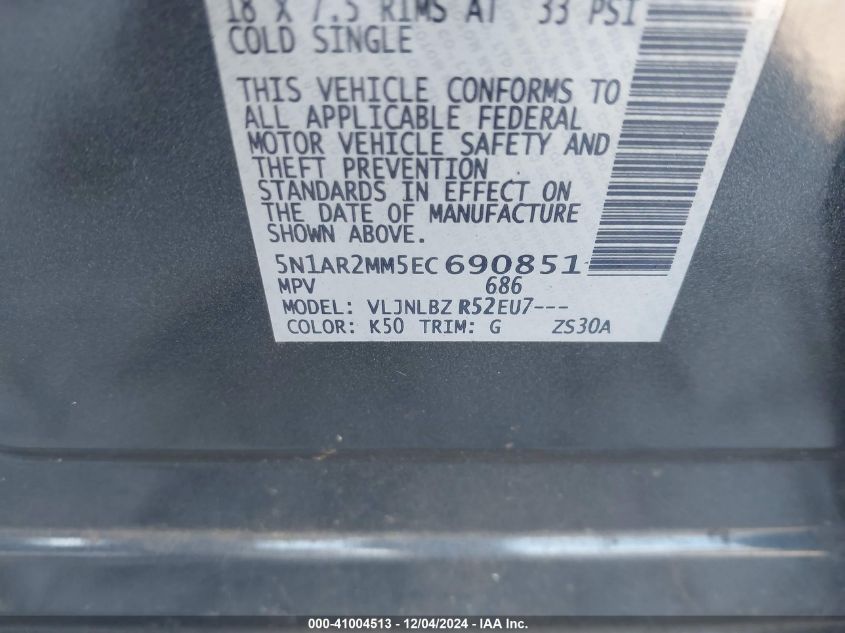 18 X 7.5 RIMS AT 33 PSI
COLD SINGLE
THIS VEHICLE CONFORMS TO
ALL APPLICABLE FEDERAL
MOTOR VEHICLE SAFETY AND
THEFT PREVENTION
STANDARDS IN EFFECT ON
THE DATE OF MANUFACTURE
SHOWN ABOVE.
5N1AR2MM5EC690851
MPV 686
MODEL: VLJNLBZ R52EU7---
COLOR: K50 TRIM: G ZS30A
000-41004513 - 12/04/2024 - IAA Inc.